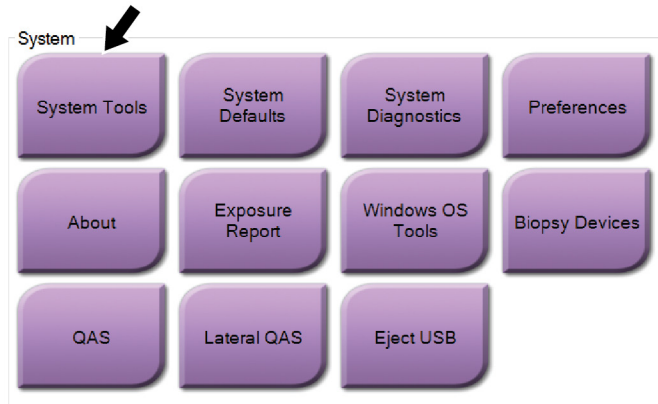 System
System Tools
System
Defaults
System
Diagnostics
Preferences
About
Exposure
Report
Windows OS
Tools
Biopsy Devices
QAS
Lateral QAS
Eject USB